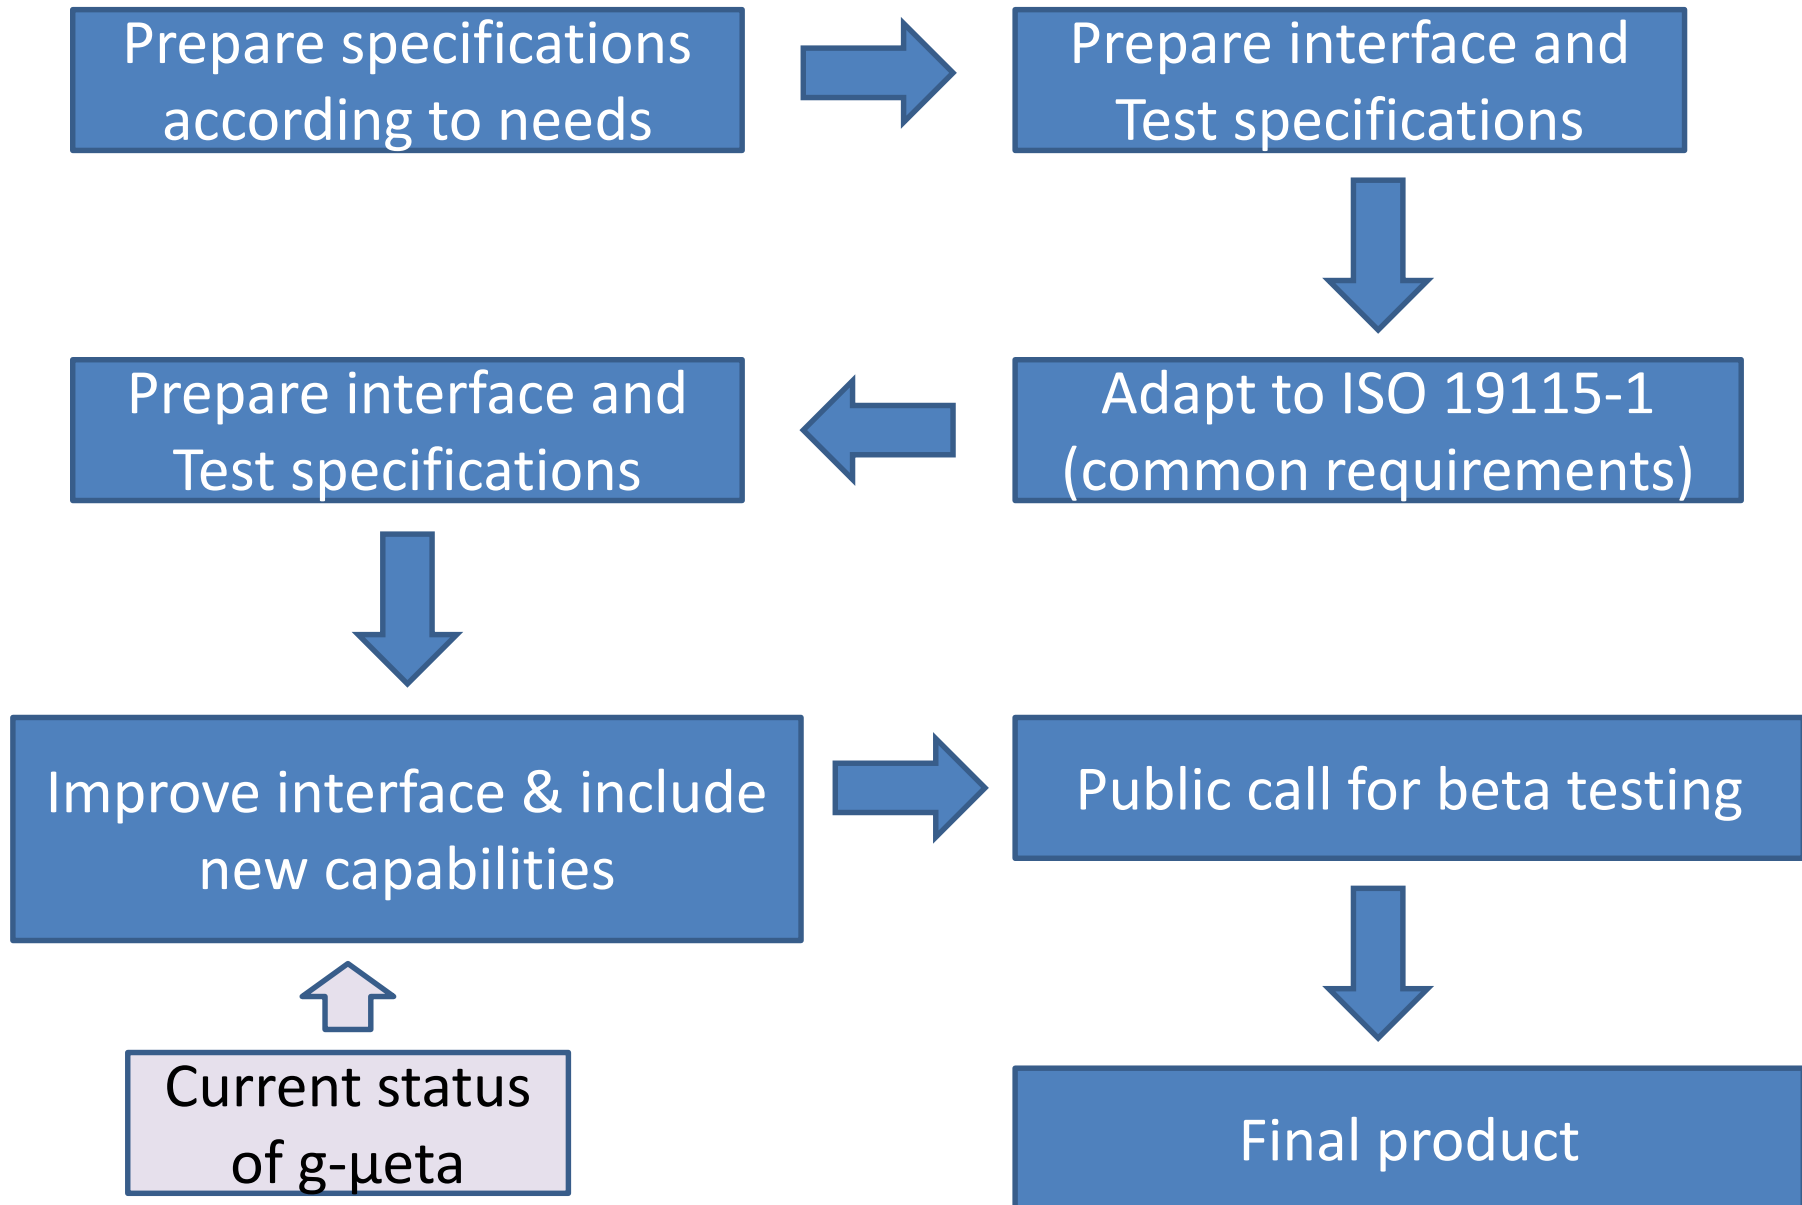 Prepare specifications
according to needs
Prepare interface and
Test specifications
Adapt to ISO 19115-1
(common requirements)
Prepare interface and
Test specifications
Improve interface & include
new capabilities
Public call for beta testing
Current status
of g-μeta
Final product